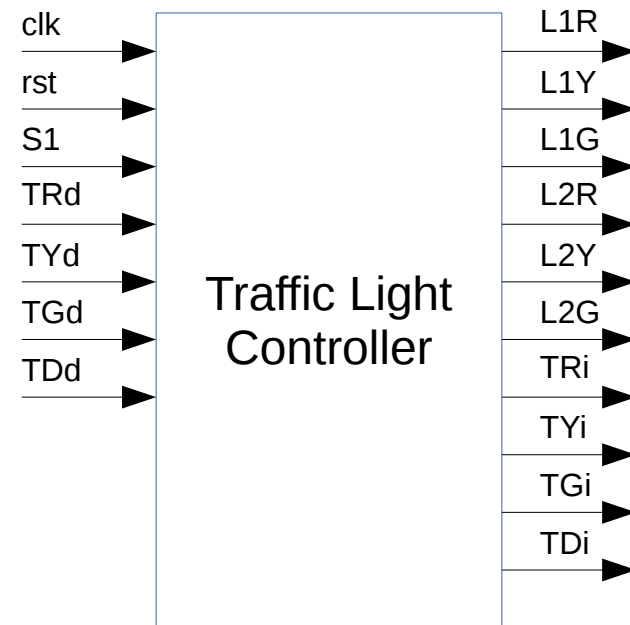 clk
rst
S1
TRd
TYd
TGd
TDd
Traffic Light
Controller
L1R
L1Y
L1G
L2R
L2Y
L2G
TRi
TYi
TGi
TDi